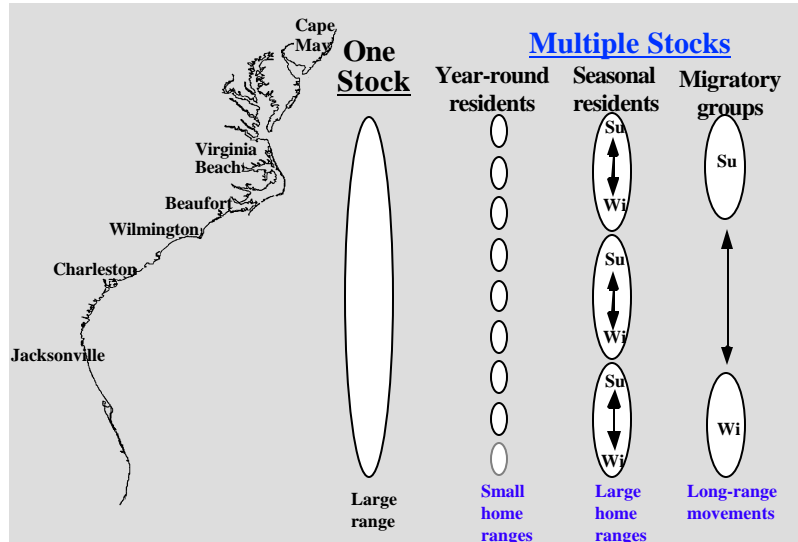 Cape
May
Virginia
Beach
Beaufort
Wilmington
Charleston
Jacksonville
One
Stock
Large
range
Multiple Stocks
Year-round
residents
Small
home
ranges
Seasonal
residents
Su
Wi
Su
Wi
Su
Wi
Large
home
ranges
Migratory
groups
Su
Wi
Long-range
movements